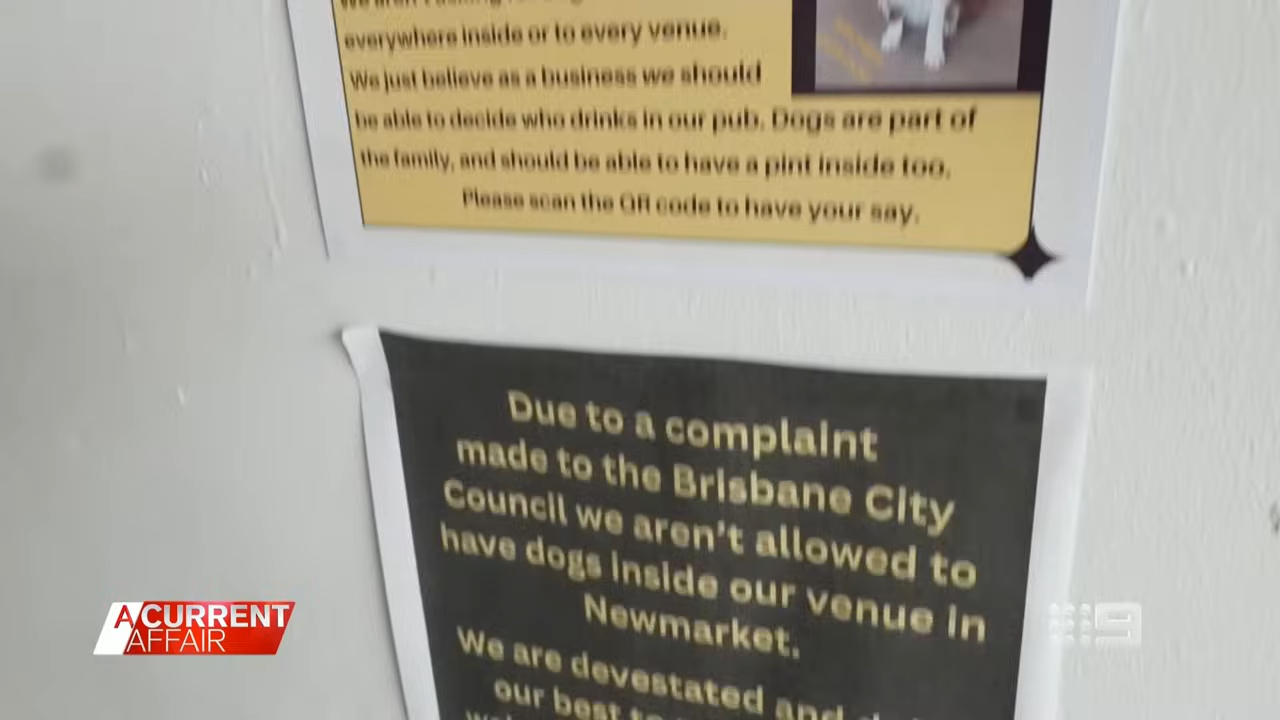 everywhere inside or to every venue.
We just believe as a business we should
be able to decide who drinks in our pub. Dogs are part of
the family, and should be able to have a pint inside too.
Please scan the QR code to have your say.
Due to a complaint
made to the Brisbane City
Council we aren't allowed to
have dogs inside our venue in
Newmarket.
We are devestated and
our best to
A CURRENT
AFFAIR
9